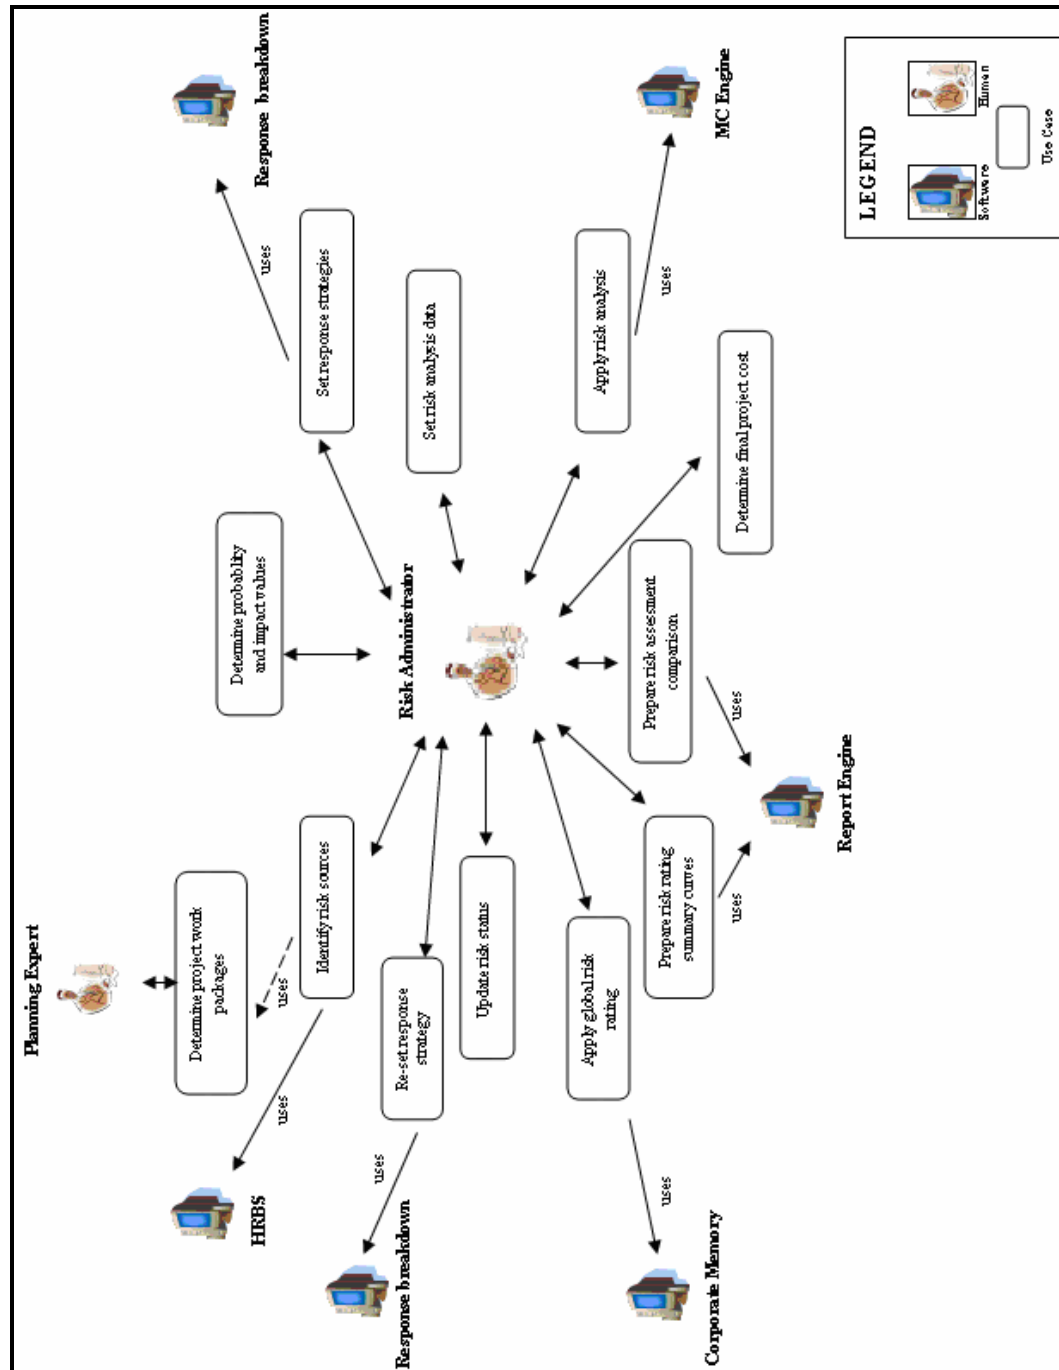 Planning Expert
Determine project work
packages
HRBS
uses
uses
Identify risk sources
Determine probablity
and impact values
Response breakdown
uses
Set response strategies
Response breakdown
uses
Re-set response
strategy
Risk Administrator
Set risk analysis data
Update risk status
Apply global risk
rating
uses
Corporate Memory
Apply risk analysis
uses
MC Engine
Prepare risk rating
summary curves
uses
Prepare risk assessment
comparison
uses
Determine final project cost
Report Engine
LEGEND
Software
Human
Use Case